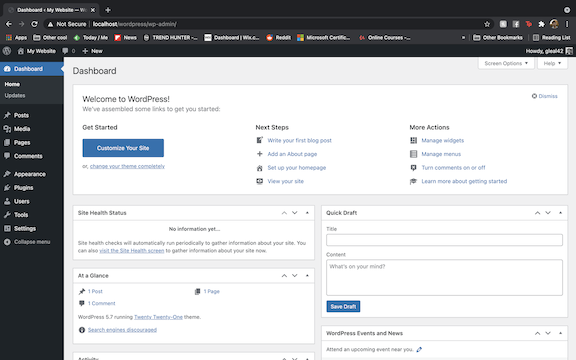 Dashboard ‹ My Website — Wo
Not Secure
localhost/wordpress/wp-admin/
Apps
Other cool
Today / Med
News
TREND HUNTER -...
Dashboard | Wix.c...
Reddit
Microsoft Certific...
Online Courses -...
»
Other Bookmarks
Reading List
My Website
0
+ New
Howdy, gleal42
Dashboard
Home
Updates
Posts
Media
Pages
Comments
Appearance
Plugins
Users
Tools
Settings
Collapse menu
Screen Options
Help
Dashboard
Welcome to WordPress!
We've assembled some links to get you started:
Dismiss
Get Started
Customize Your Site
or, change your theme completely
Next Steps
Write your first blog post
Add an About page
Set up your homepage
View your site
More Actions
Manage widgets
Manage menus
Turn comments on or off
Learn more about getting started
Site Health Status
No information yet...
Site health checks will automatically run periodically to gather information about your site. You
can also visit the Site Health screen to gather information about your site now.
At a Glance
1 Post
1 Page
1 Comment
WordPress 5.7 running Twenty Twenty-One theme.
Search engines discouraged
Activity
Quick Draft
Title
Content
What's on your mind?
Save Draft
WordPress Events and News
Attend an upcoming event near you.